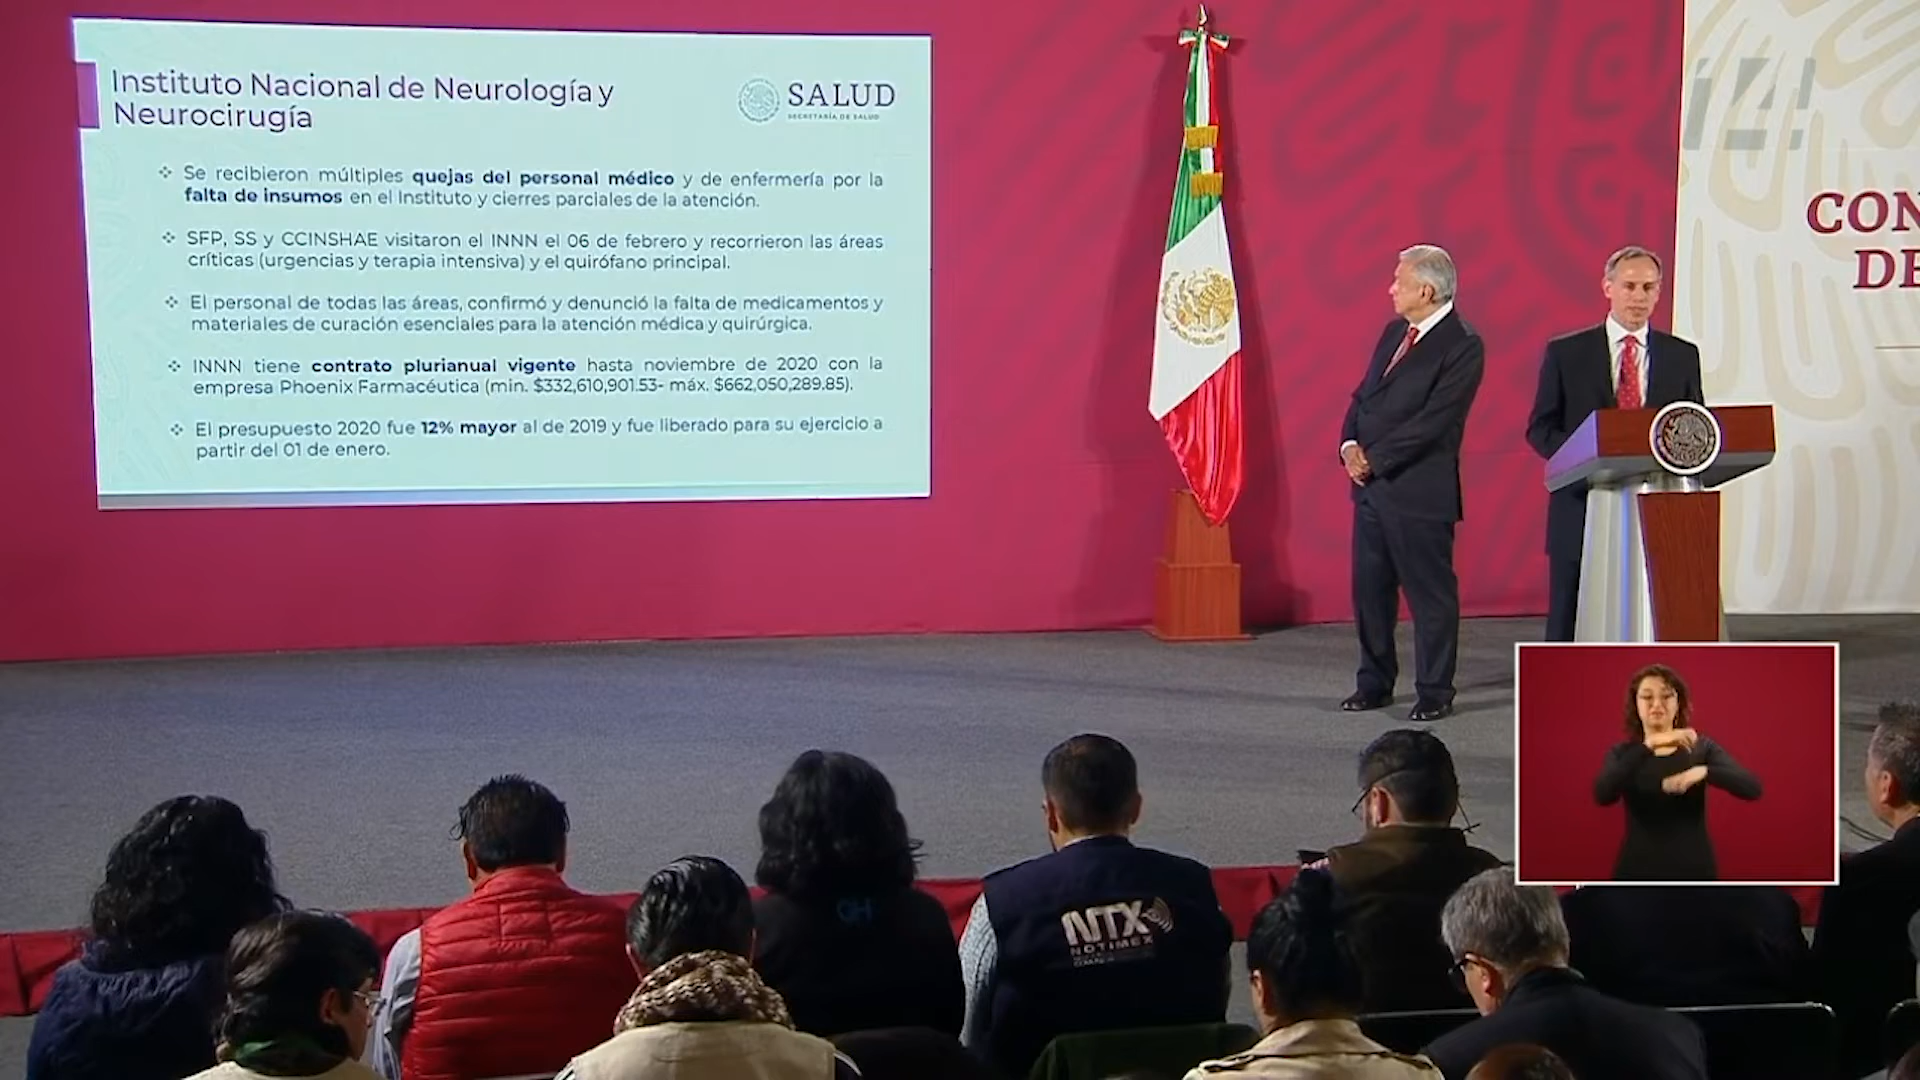 Instituto Nacional de Neurología y
Neurocirugía
SALUD
SECRETARÍA DE SALUD
Se recibieron múltiples quejas del personal médico y de enfermería por la
falta de insumos en el Instituto y cierres parciales de la atención.
SFP, SS y CCINSHAE visitaron el INNN el 06 de febrero y recorrieron las áreas
críticas (urgencias y terapia intensiva) y el quirófano principal.
El personal de todas las áreas, confirmó y denunció la falta de medicamentos y
materiales de curación esenciales para la atención médica y quirúrgica.
INNN tiene contrato plurianual vigente hasta noviembre de 2020 con la
empresa Phoenix Farmacéutica (min. $332,610,901.53- máx. $662,050,289.85).
El presupuesto 2020 fue 12% mayor al de 2019 y fue liberado para su ejercicio a
partir del 01 de enero.
14!
CON
DE
NTX
NOTIMEX